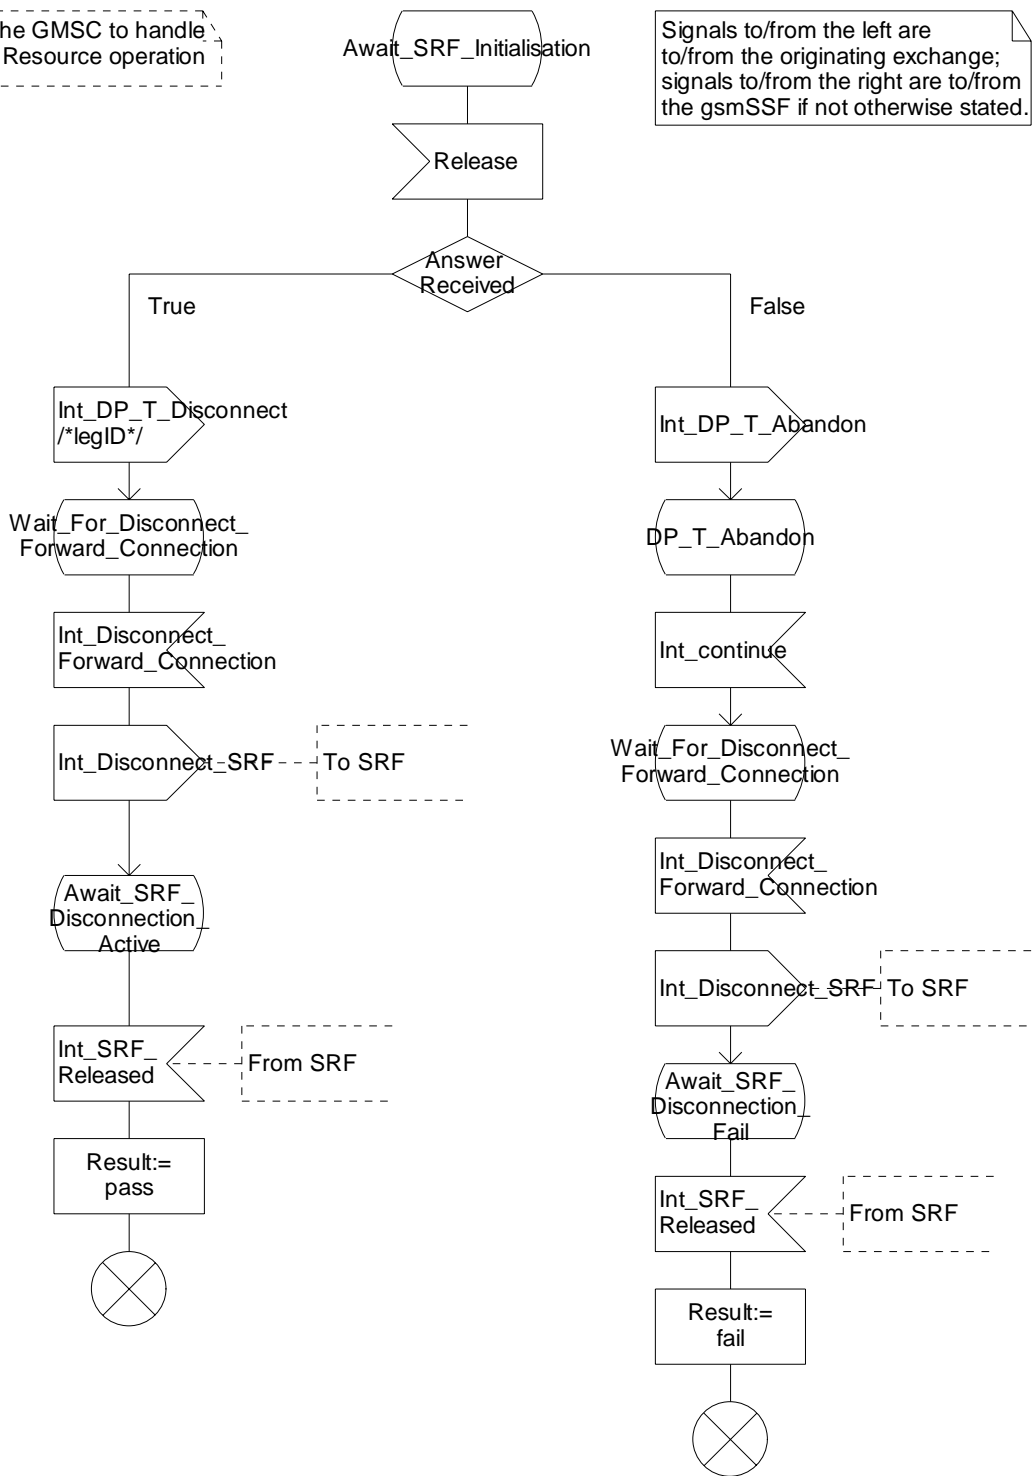 he GMSC to handle
Resource operation
Await_SRF_Initialisation
Signals to/from the left are
to/from the originating exchange;
signals to/from the right are to/from
the gsmSSF if not otherwise stated.
Release
Answer
Received
True
False
Int_DP_T_Disconnect
/*legID*/
Int_DP_T_Abandon
Wait_For_Disconnect_
Forward_Connection
DP_T_Abandon
Int_Disconnect_
Forward_Connection
Int_continue
Int_Disconnect_SRF
To SRF
Wait_For_Disconnect_
Forward_Connection
Int_Disconnect_
Forward_Connection
Await_SRF_
Disconnection_
Active
Int_Disconnect_SRF
To SRF
Int_SRF_
Released
From SRF
Await_SRF_
Disconnection_
Fail
Result:=
pass
Int_SRF_
Released
From SRF
Result:=
fail